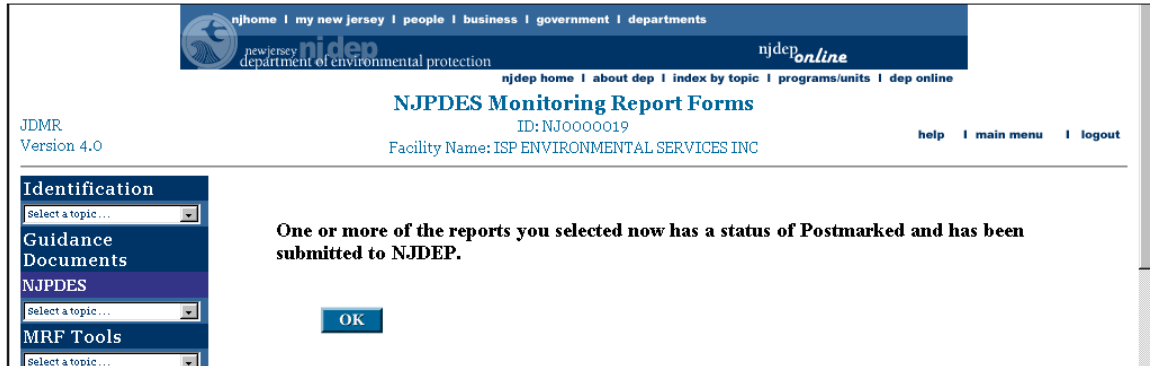 njhome I my new jersey I people I business I government I departments
newjersey njdep
department of environmental protection
njdeponline
njdep home I about dep I index by topic I programs/units I dep online
NJPDES Monitoring Report Forms
JDMR
ID: NJ0000019
Version 4.0
Facility Name: ISP ENVIRONMENTAL SERVICES INC
help I main menu I logout
Identification
Select a topic...
Guidance
Documents
NJPDES
Select a topic...
MRF Tools
Select a topic...
One or more of the reports you selected now has a status of Postmarked and has been
submitted to NJDEP.
OK